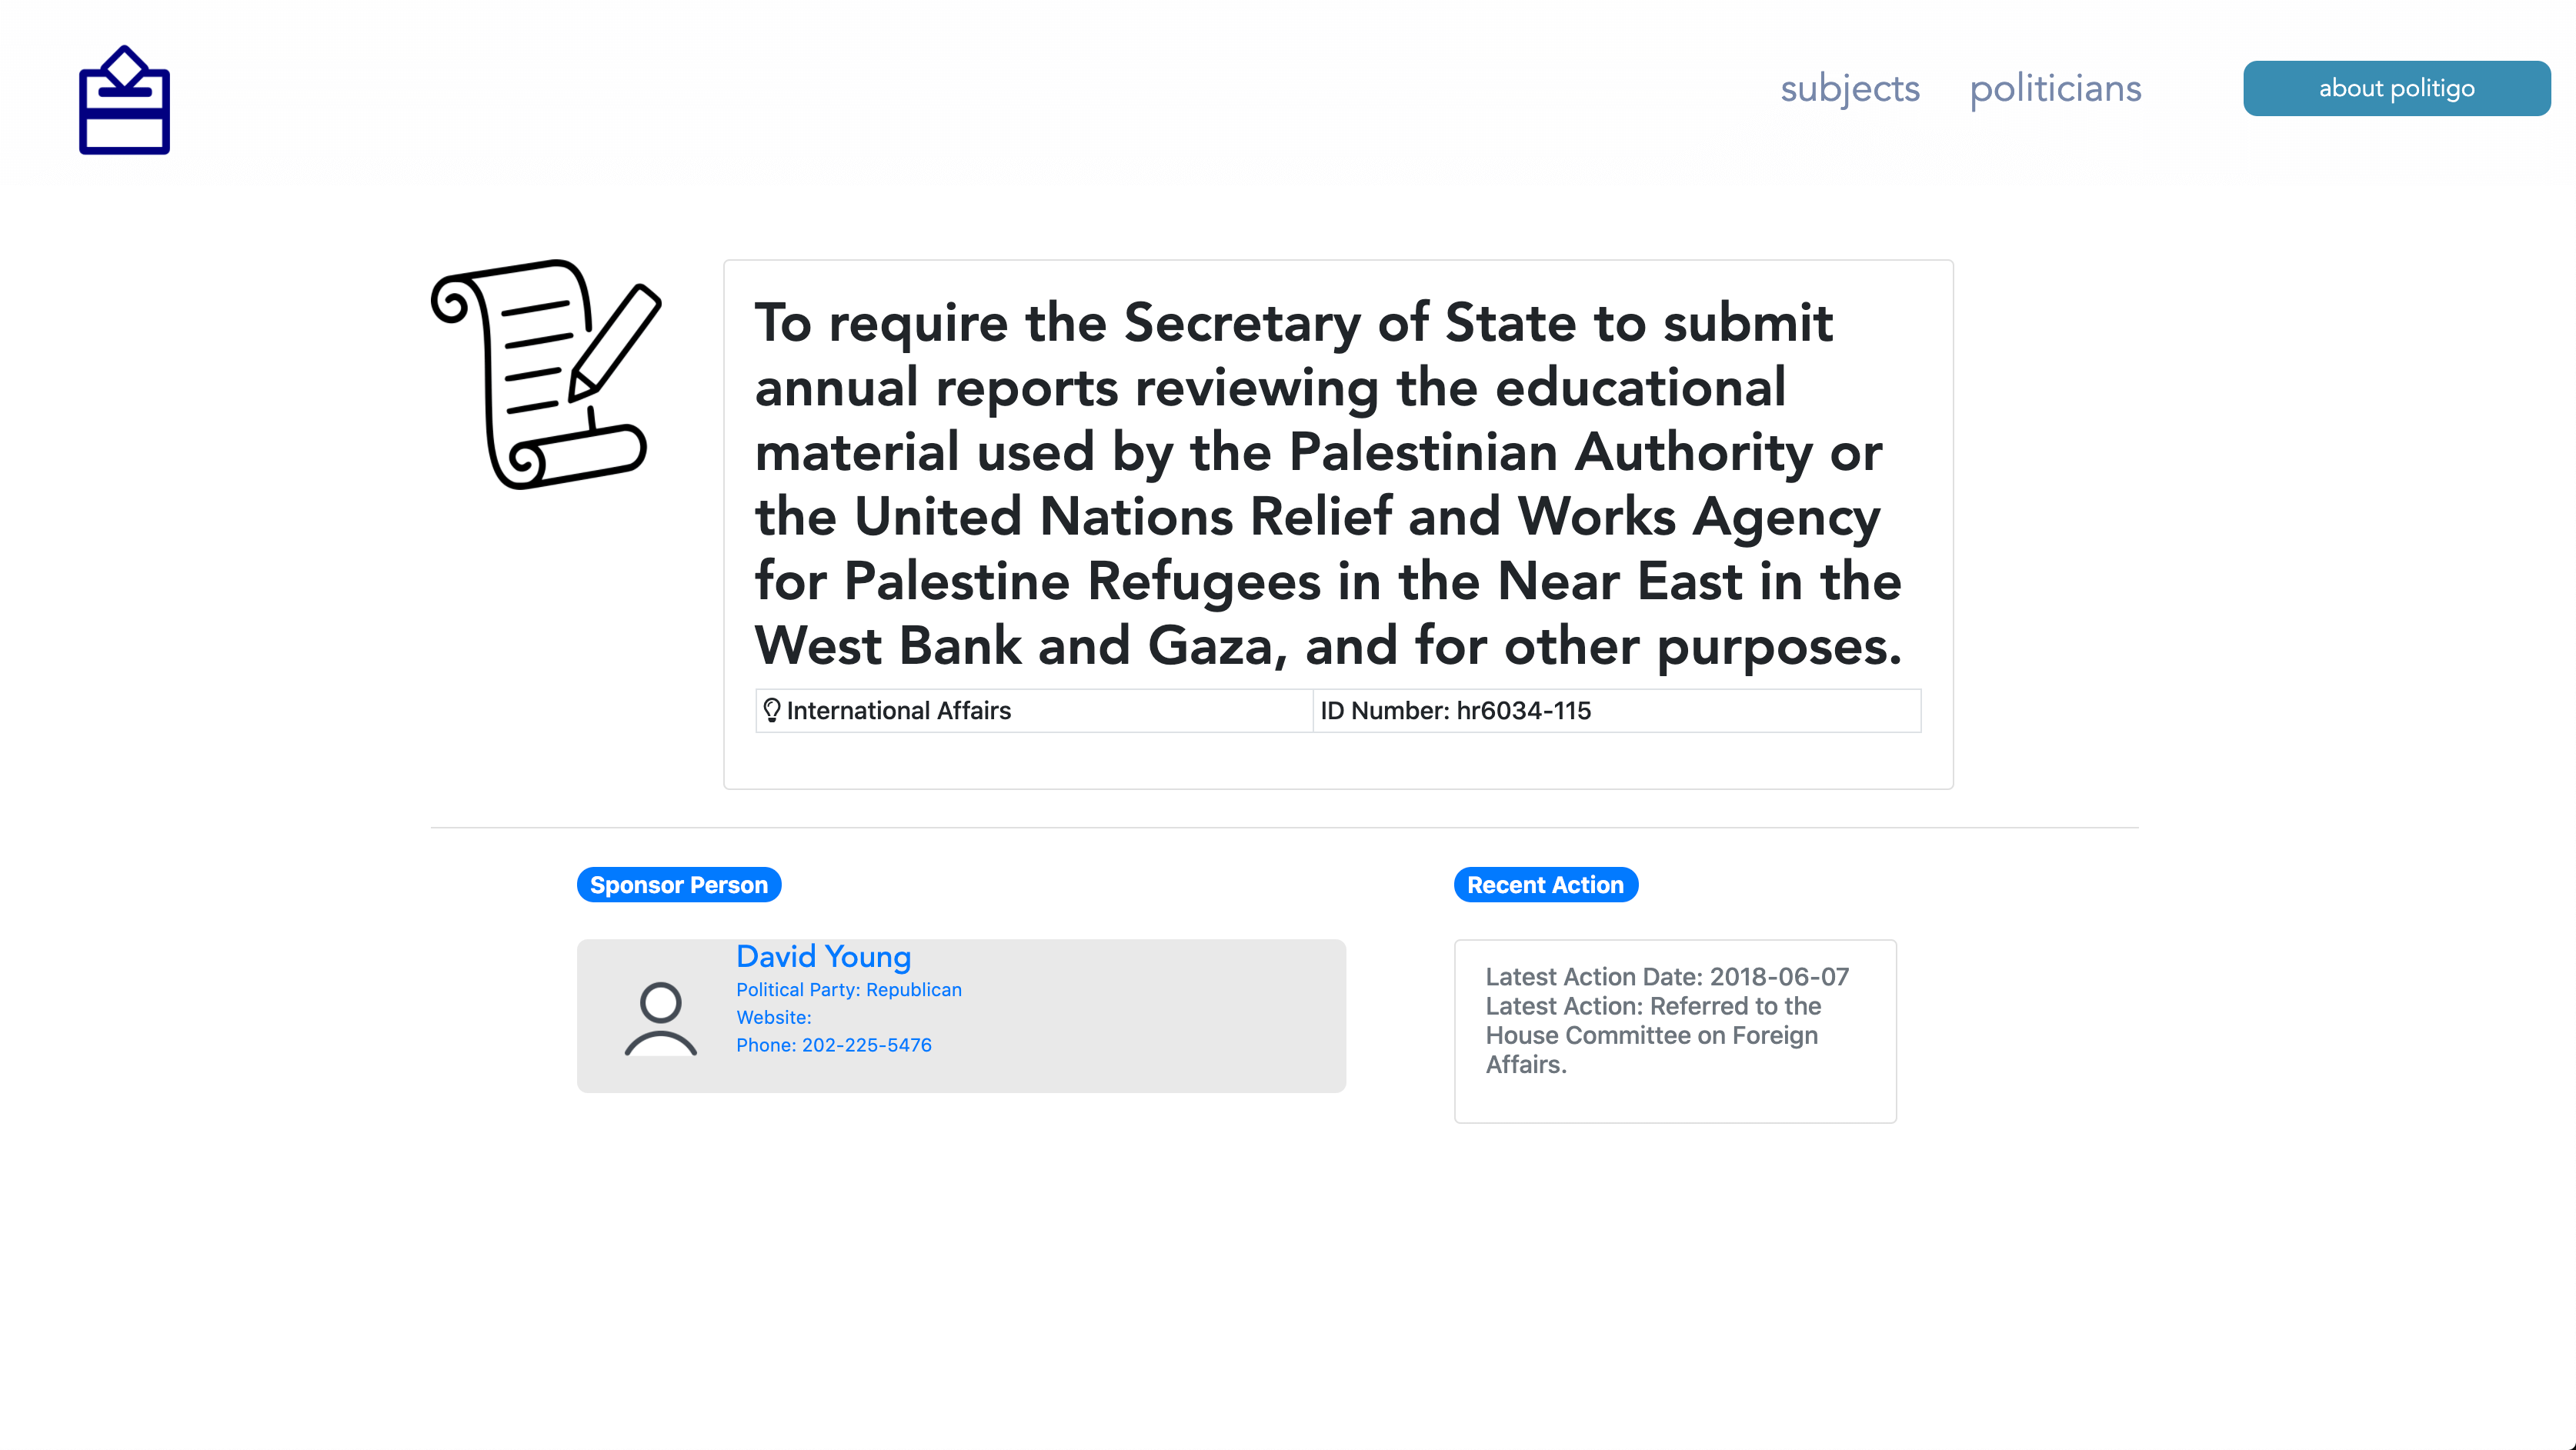 subjects
politicians
about politigo
To require the Secretary of State to submit
annual reports reviewing the educational
material used by the Palestinian Authority or
the United Nations Relief and Works Agency
for Palestine Refugees in the Near East in the
West Bank and Gaza, and for other purposes.
International Affairs
ID Number: hr6034-115
Sponsor Person
David Young
Political Party: Republican
Website:
Phone: 202-225-5476
Recent Action
Latest Action Date: 2018-06-07
Latest Action: Referred to the
House Committee on Foreign
Affairs.